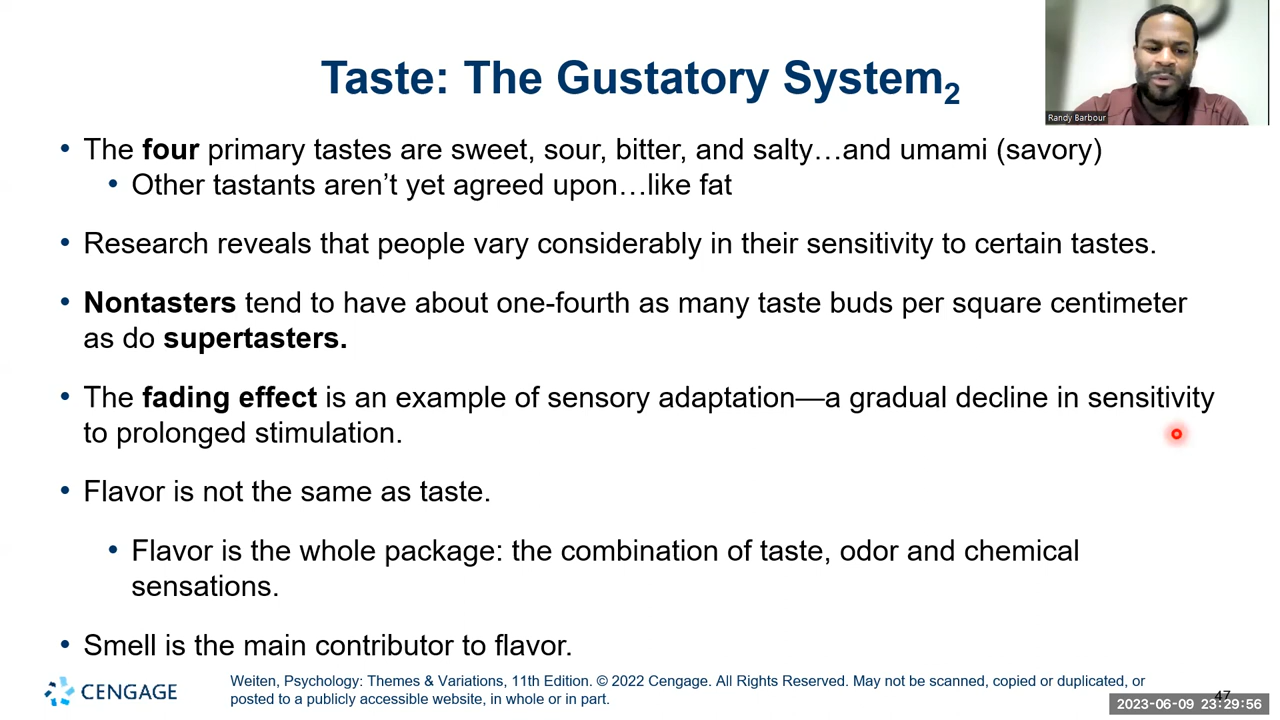 Taste: The Gustatory System2
Randy Barbour
• The four primary tastes are sweet, sour, bitter, and salty…and umami (savory)
• Other tastants aren’t yet agreed upon…like fat
• Research reveals that people vary considerably in their sensitivity to certain tastes.
• Nontasters tend to have about one-fourth as many taste buds per square centimeter
as do supertasters.
• The fading effect is an example of sensory adaptation—a gradual decline in sensitivity
to prolonged stimulation.
• Flavor is not the same as taste.
• Flavor is the whole package: the combination of taste, odor and chemical
sensations.
• Smell is the main contributor to flavor.
CENGAGE
Weiten, Psychology: Themes & Variations, 11th Edition. © 2022 Cengage. All Rights Reserved. May not be scanned, copied or duplicated, or
posted to a publicly accessible website, in whole or in part.
47
2023-06-09 23:29:56